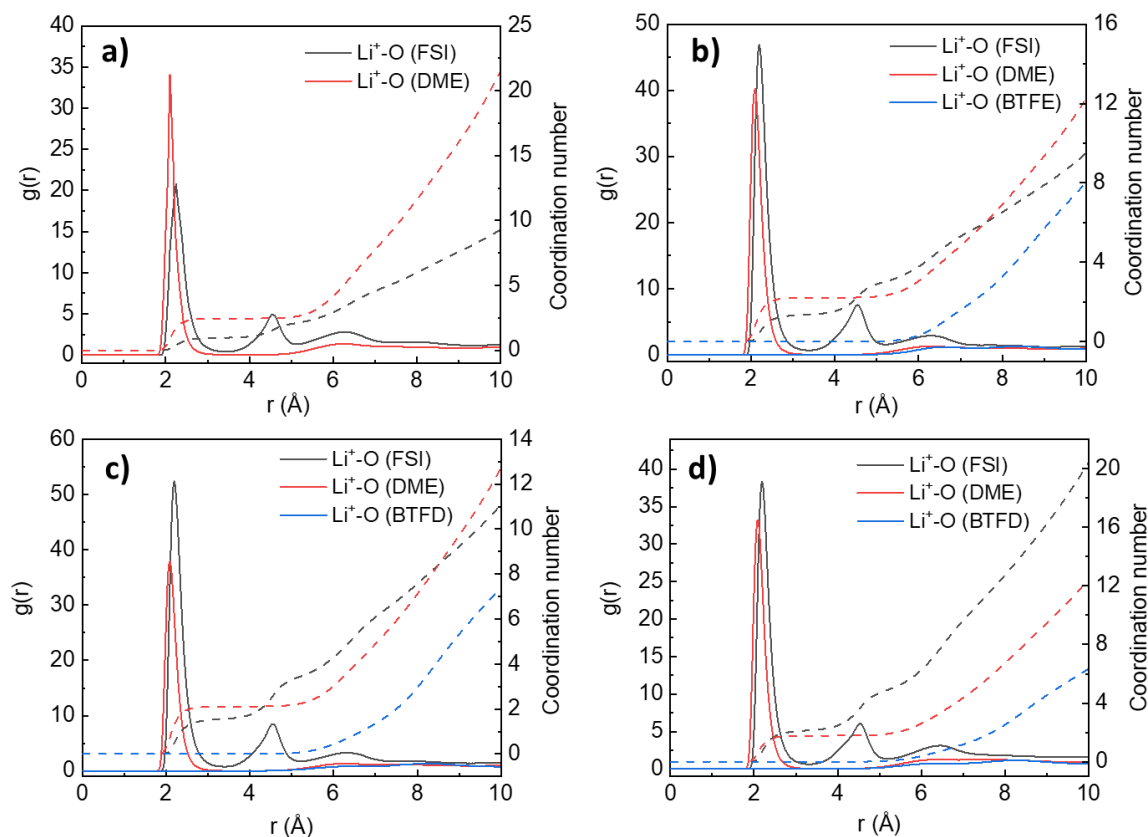 a)
Li⁺-O (FSI)
Li⁺-O (DME)
g(r)
40
35
30
25
20
15
10
5
0
25
20
15
10
5
0
Coordination number
0 2 4 6 8 10
r (Å)
b)
Li⁺-O (FSI)
Li⁺-O (DME)
Li⁺-O (BTFE)
g(r)
50
40
30
20
10
0
16
12
8
4
0
Coordination number
0 2 4 6 8 10
r (Å)
c)
Li⁺-O (FSI)
Li⁺-O (DME)
Li⁺-O (BTFD)
g(r)
60
50
40
30
20
10
0
14
12
10
8
6
4
2
0
Coordination number
0 2 4 6 8 10
r (Å)
d)
Li⁺-O (FSI)
Li⁺-O (DME)
Li⁺-O (BTFD)
g(r)
40
35
30
25
20
15
10
5
0
20
16
12
8
4
0
Coordination number
0 2 4 6 8 10
r (Å)